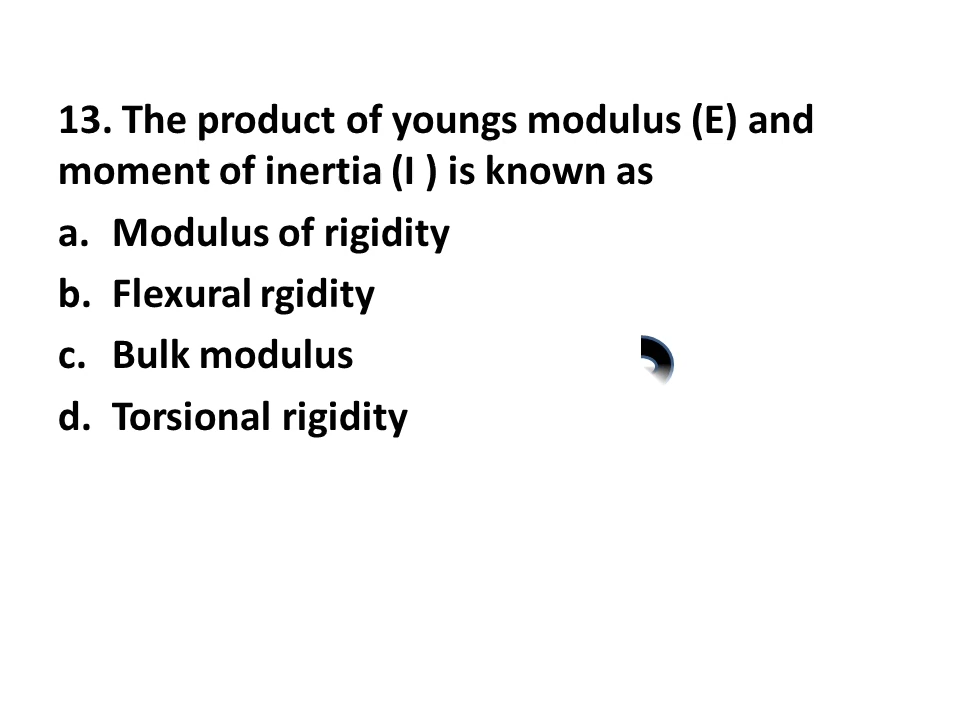 13. The product of youngs modulus (E) and
moment of inertia (I ) is known as
a. Modulus of rigidity
b. Flexural rgidity
c. Bulk modulus
d. Torsional rigidity